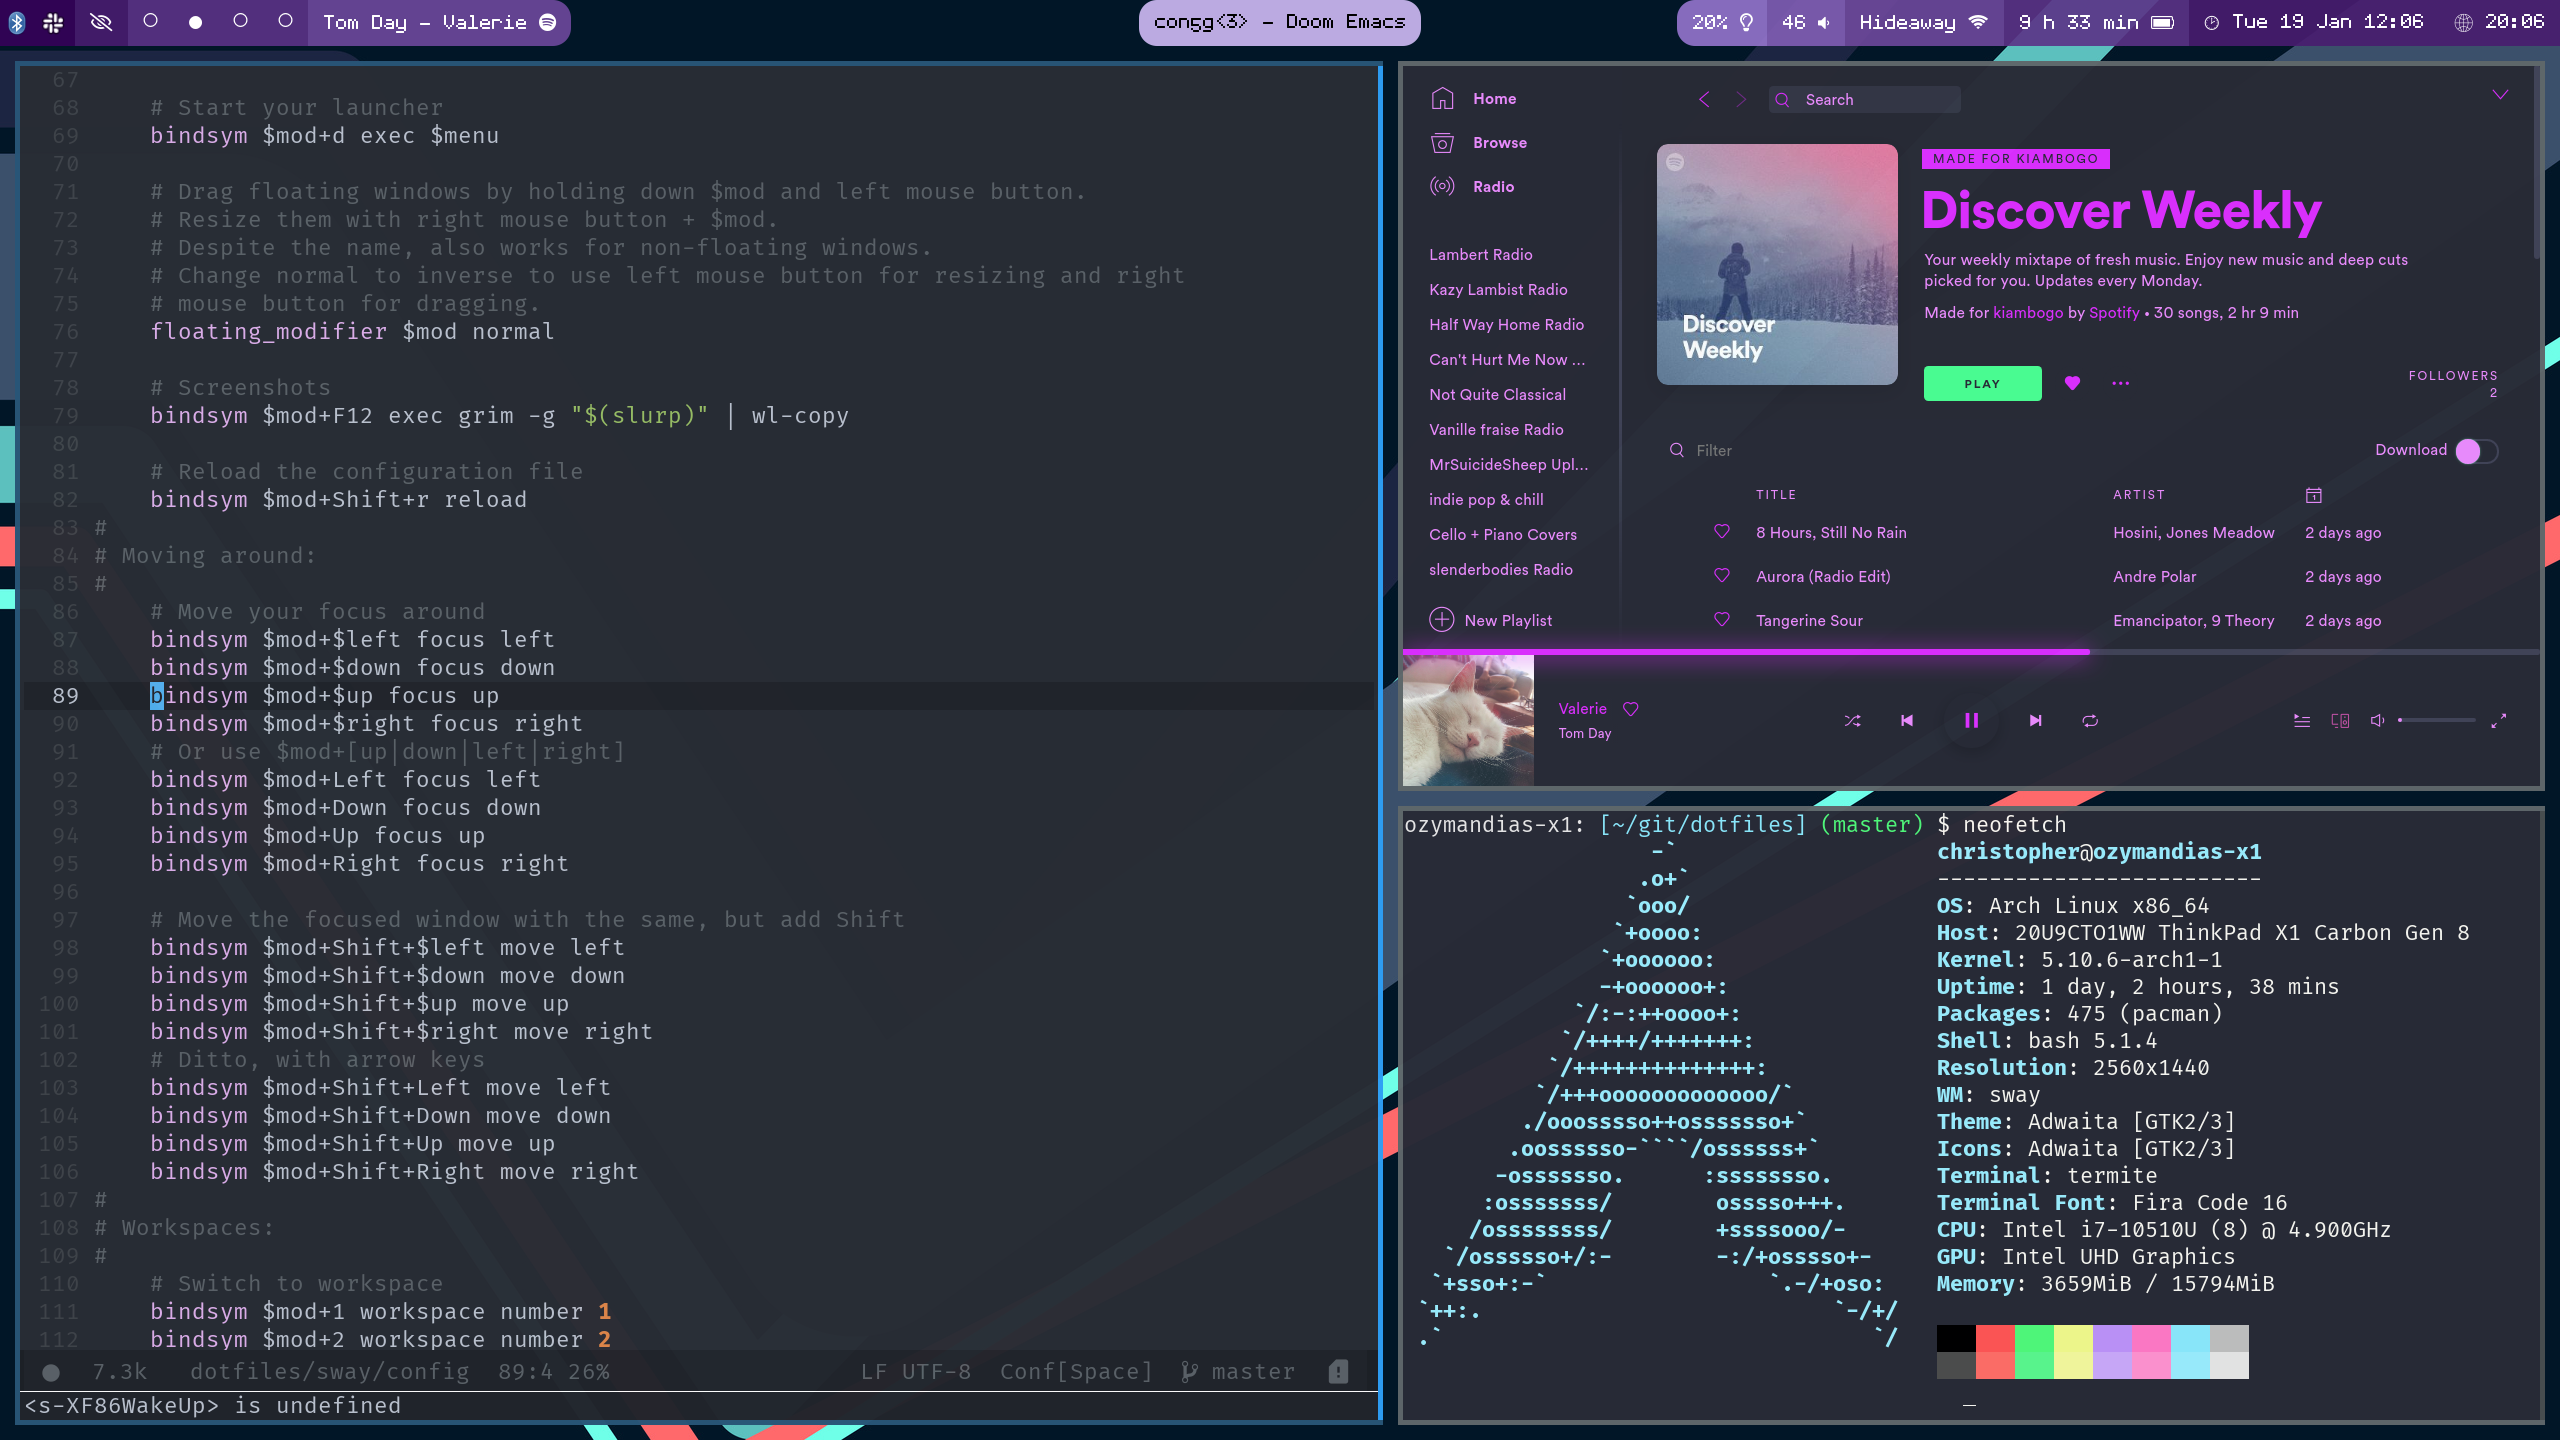 Tom Day - Valerie
config<3> - Doom Emacs
20%
46
Hideaway
9 h 33 min
Tue 19 Jan 12:06
20:06
67
68 # Start your launcher
69 bindsym $mod+d exec $menu
70
71 # Drag floating windows by holding down $mod and left mouse button.
72 # Resize them with right mouse button + $mod.
73 # Despite the name, also works for non-floating windows.
74 # Change normal to inverse to use left mouse button for resizing and right
75 # mouse button for dragging.
76 floating_modifier $mod normal
77
78 # Screenshots
79 bindsym $mod+F12 exec grim -g "$(slurp)" | wl-copy
80
81 # Reload the configuration file
82 bindsym $mod+Shift+r reload
83 #
84 # Moving around:
85 #
86 # Move your focus around
87 bindsym $mod+$left focus left
88 bindsym $mod+$down focus down
89 bindsym $mod+$up focus up
90 bindsym $mod+$right focus right
91 # Or use $mod+[up|down|left|right]
92 bindsym $mod+Left focus left
93 bindsym $mod+Down focus down
94 bindsym $mod+Up focus up
95 bindsym $mod+Right focus right
96
97 # Move the focused window with the same, but add Shift
98 bindsym $mod+Shift+$left move left
99 bindsym $mod+Shift+$down move down
100 bindsym $mod+Shift+$up move up
101 bindsym $mod+Shift+$right move right
102 # Ditto, with arrow keys
103 bindsym $mod+Shift+Left move left
104 bindsym $mod+Shift+Down move down
105 bindsym $mod+Shift+Up move up
106 bindsym $mod+Shift+Right move right
107 #
108 # Workspaces:
109 #
110 # Switch to workspace
111 bindsym $mod+1 workspace number 1
112 bindsym $mod+2 workspace number 2
7.3k dotfiles/sway/config 89:4 26% LF UTF-8 Conf[Space] master
<s-XF86WakeUp> is undefined
Home
Browse
Radio
Lambert Radio
Kazy Lambist Radio
Half Way Home Radio
Can't Hurt Me Now ...
Not Quite Classical
Vanille fraise Radio
MrSuicideSheep Upl...
indie pop & chill
Cello + Piano Covers
slenderbodies Radio
New Playlist
Search
Discover
Weekly
MADE FOR KIAMBOGO
Discover Weekly
Your weekly mixtape of fresh music. Enjoy new music and deep cuts
picked for you. Updates every Monday.
Made for kiambogo by Spotify • 30 songs, 2 hr 9 min
PLAY
FOLLOWERS
2
Filter
Download
TITLE ARTIST
8 Hours, Still No Rain Hosini, Jones Meadow 2 days ago
Aurora (Radio Edit) Andre Polar 2 days ago
Tangerine Sour Emancipator, 9 Theory 2 days ago
Valerie
Tom Day
ozymandias-x1: [~/git/dotfiles] (master) $ neofetch
-`
.o+`
`ooo/
`+oooo:
`+oooooo:
-+oooooo+:
`/:-:++oooo+:
`/++++/+++++++:
`/++++++++++++++:
`/+++ooooooooooooo/`
./ooosssso++osssssso+`
.oossssso-````/ossssss+`
-osssssso. :ssssssso.
:osssssss/ osssso+++.
/ossssssss/ +ssssooo/-
`/ossssso+/:- -:/+osssso+-
`+sso+:-` `.-/+oso:
`++:. `-/+/
.` `/
christopher@ozymandias-x1
-------------------------
OS: Arch Linux x86_64
Host: 20U9CTO1WW ThinkPad X1 Carbon Gen 8
Kernel: 5.10.6-arch1-1
Uptime: 1 day, 2 hours, 38 mins
Packages: 475 (pacman)
Shell: bash 5.1.4
Resolution: 2560x1440
WM: sway
Theme: Adwaita [GTK2/3]
Icons: Adwaita [GTK2/3]
Terminal: termite
Terminal Font: Fira Code 16
CPU: Intel i7-10510U (8) @ 4.900GHz
GPU: Intel UHD Graphics
Memory: 3659MiB / 15794MiB